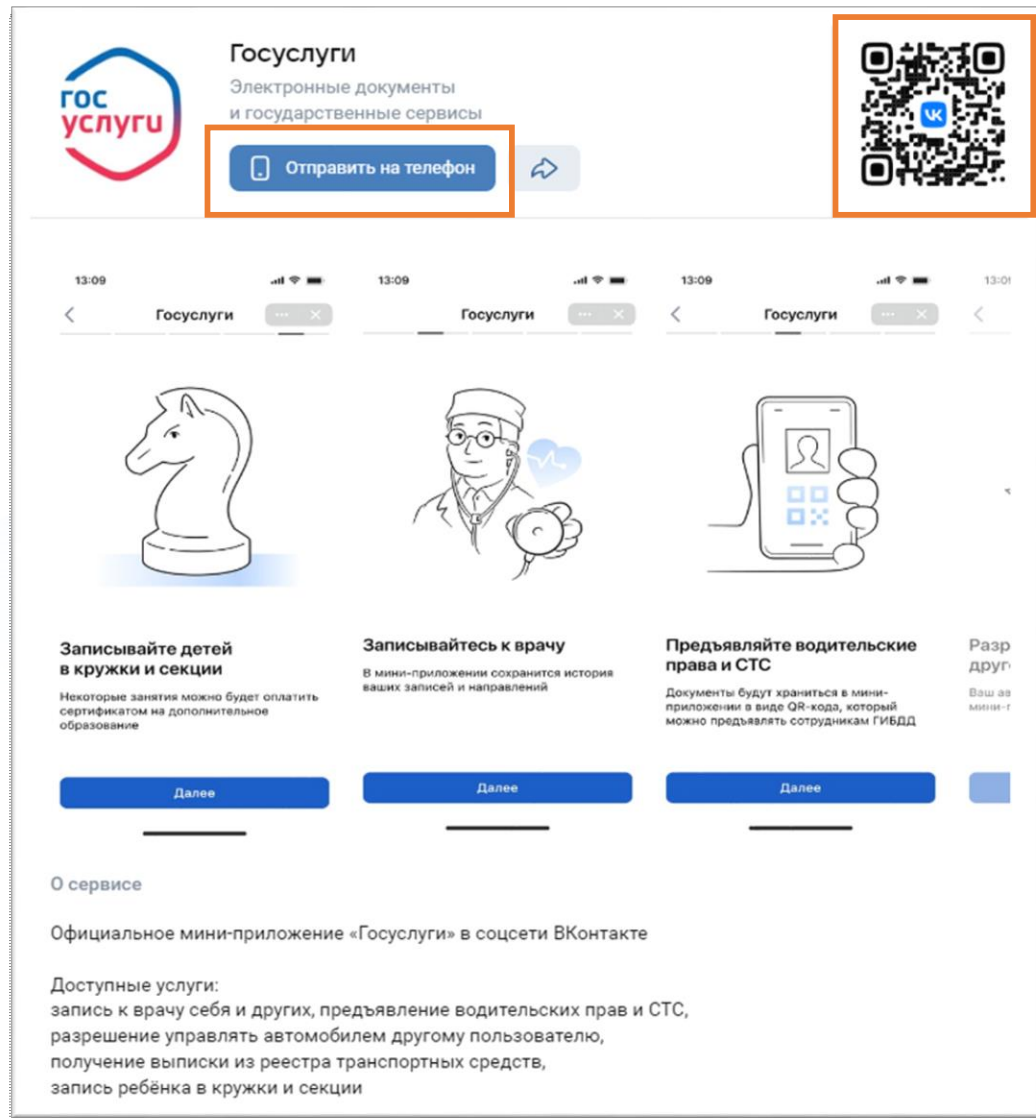 гос
услуги
Госуслуги
Электронные документы
и государственные сервисы
Отправить на телефон
13:09
Госуслуги
Записывайте детей
в кружки и секции
Некоторые занятия можно будет оплатить
сертификатом на дополнительное
образование
Далее
13:09
Госуслуги
Записывайтесь к врачу
В мини-приложении сохранится история
ваших записей и направлений
Далее
13:09
Госуслуги
Предъявляйте водительские
права и СТС
Документы будут храниться в мини-
приложении в виде QR-кода, который
можно предъявлять сотрудникам ГИБДД
Далее
О сервисе
Официальное мини-приложение «Госуслуги» в соцсети ВКонтакте
Доступные услуги:
запись к врачу себя и других, предъявление водительских прав и СТС,
разрешение управлять автомобилем другому пользователю,
получение выписки из реестра транспортных средств,
запись ребёнка в кружки и секции